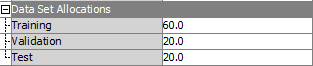 Data Set Allocations
Training 60.0
Validation 20.0
Test 20.0